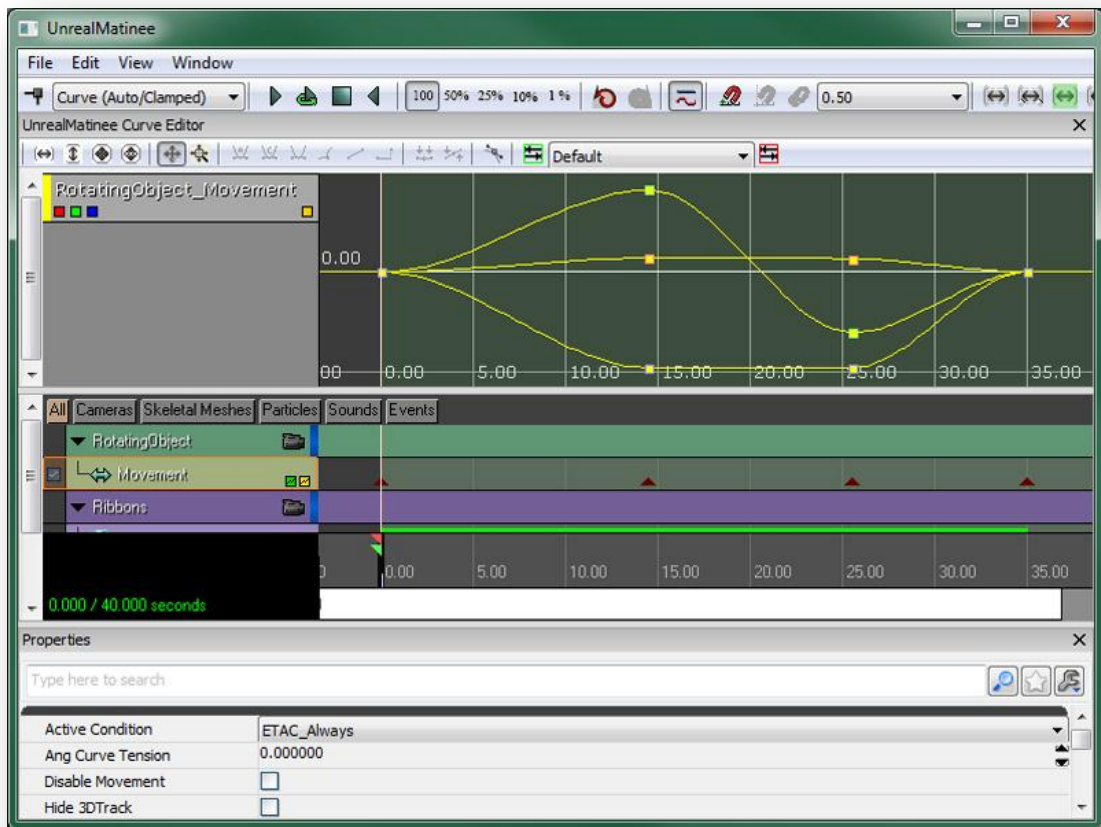 UnrealMatinee
File Edit View Window
Curve (Auto/Clamped) 100 50% 25% 10% 1% 0.50
UnrealMatinee Curve Editor
Default
RotatingObject_Movement
0.00
00 0.00 5.00 10.00 15.00 20.00 25.00 30.00 35.00
All Cameras Skeletal Meshes Particles Sounds Events
RotatingObject
Movement
Ribbons
0.00 5.00 10.00 15.00 20.00 25.00 30.00 35.00
0.000 / 40.000 seconds
Properties
Type here to search
Active Condition ETAC_Always
Ang Curve Tension 0.000000
Disable Movement
Hide 3DTrack